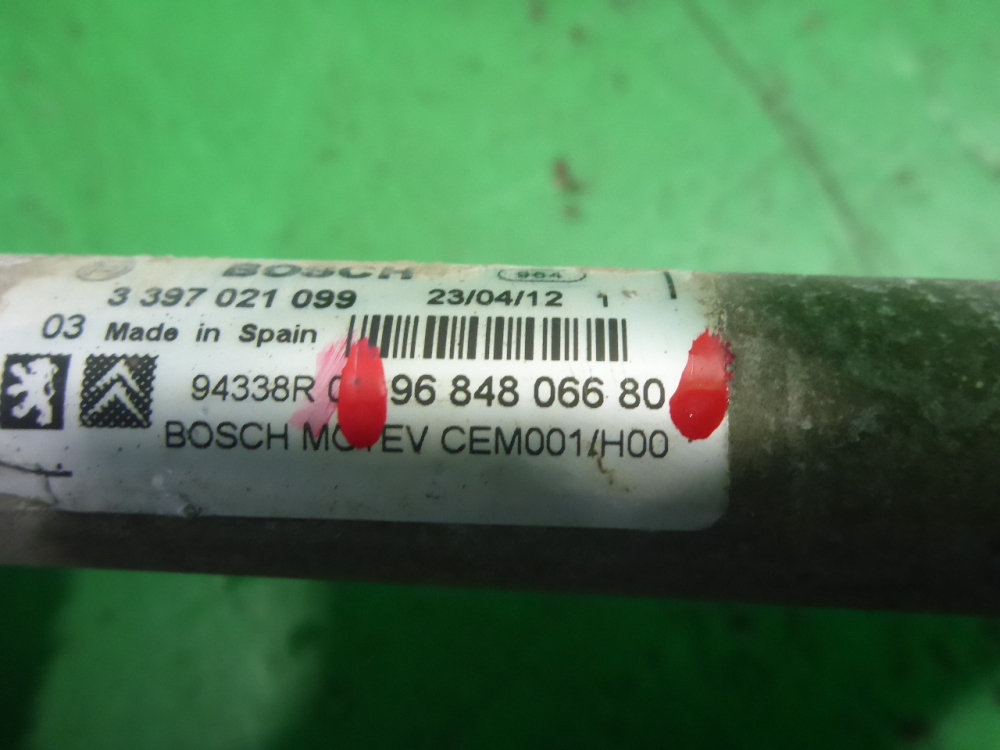 BOSCH 964
3 397 021 099 23/04/12 1
03 Made in Spain
94338R 96 848 066 80
BOSCH CEM001/H00